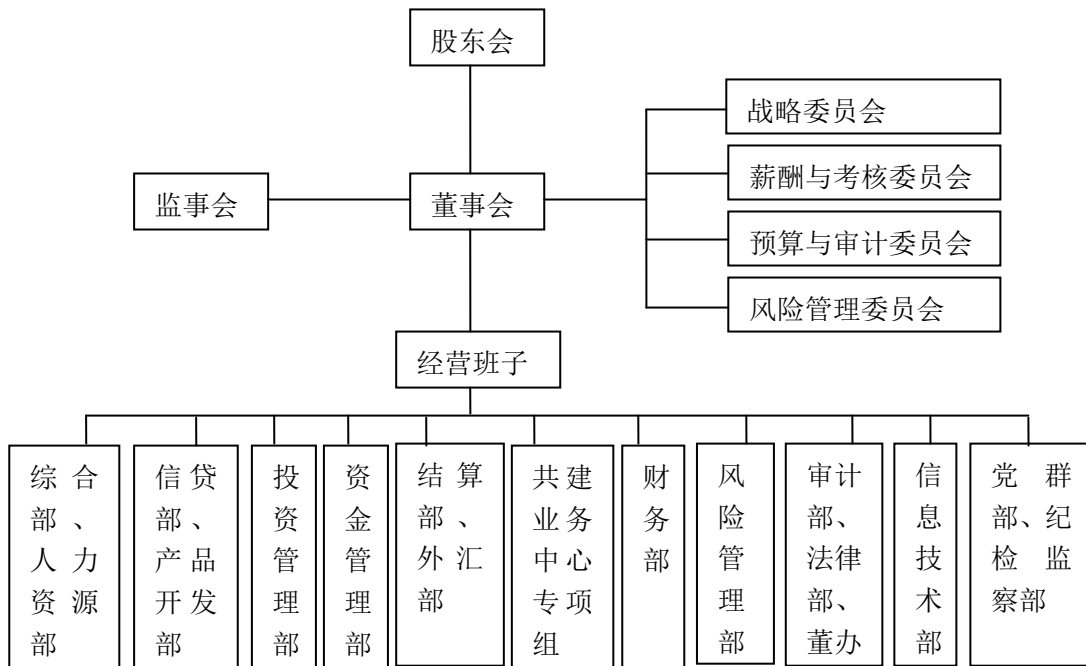 股东会
战略委员会
薪酬与考核委员会
监事会
董事会
预算与审计委员会
风险管理委员会
经营班子
综合
部、
人力
资源
部
信贷
部、
产品
开发
部
投
资
管
理
部
资
金
管
理
部
结算
部、
外汇
部
共建
业务
中心
专项
组
财
务
部
风
险
管
理
部
审计
部、
法律
部、
董办
信
息
技
术
部
党群
部、纪
检监
察部